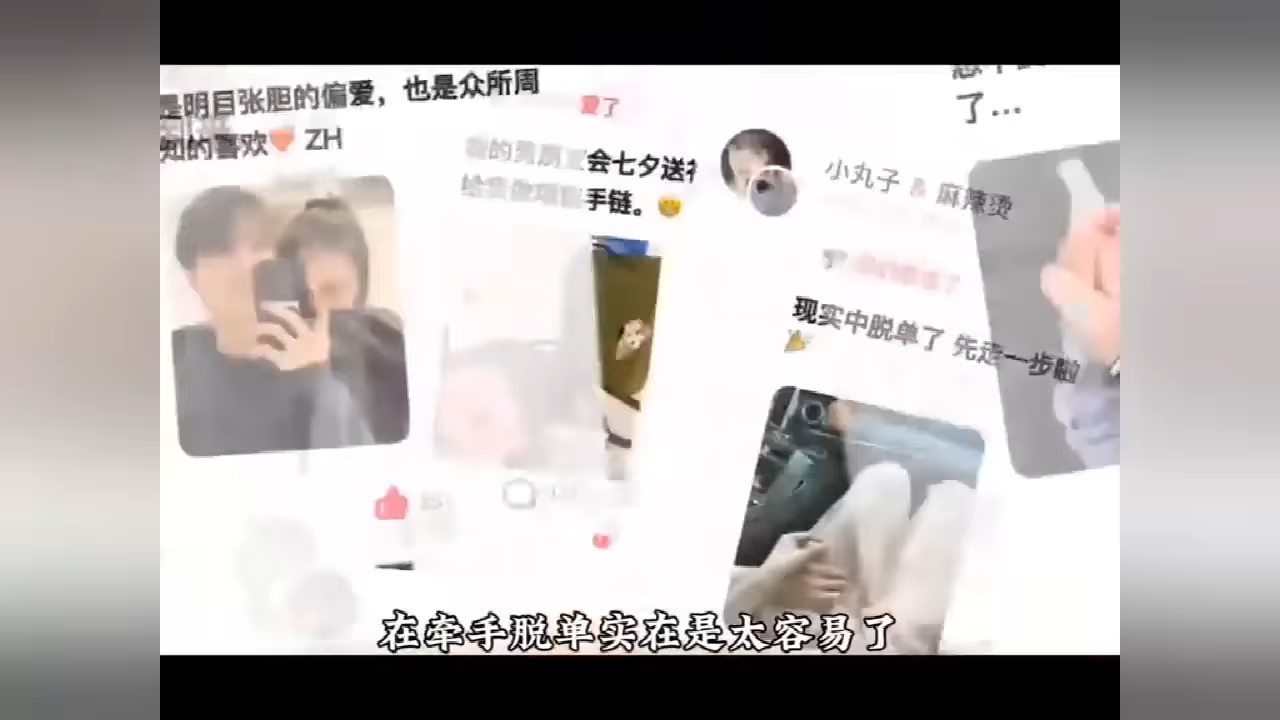 是明目张胆的偏爱，也是众所周
知的喜欢 ZH
爱了
会七夕送
手链。
小丸子 & 麻辣烫
现实中脱单了 先走一步啦
了...
在牵手脱单实在是太容易了